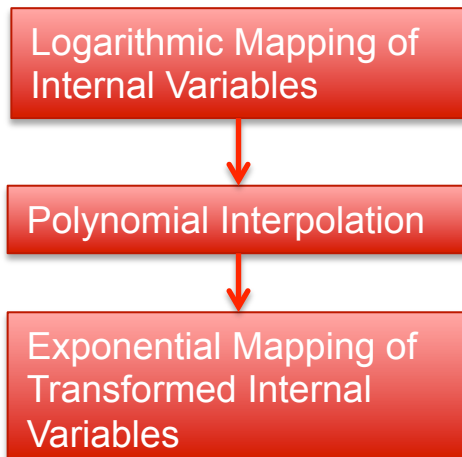 Logarithmic Mapping of
Internal Variables
Polynomial Interpolation
Exponential Mapping of
Transformed Internal
Variables